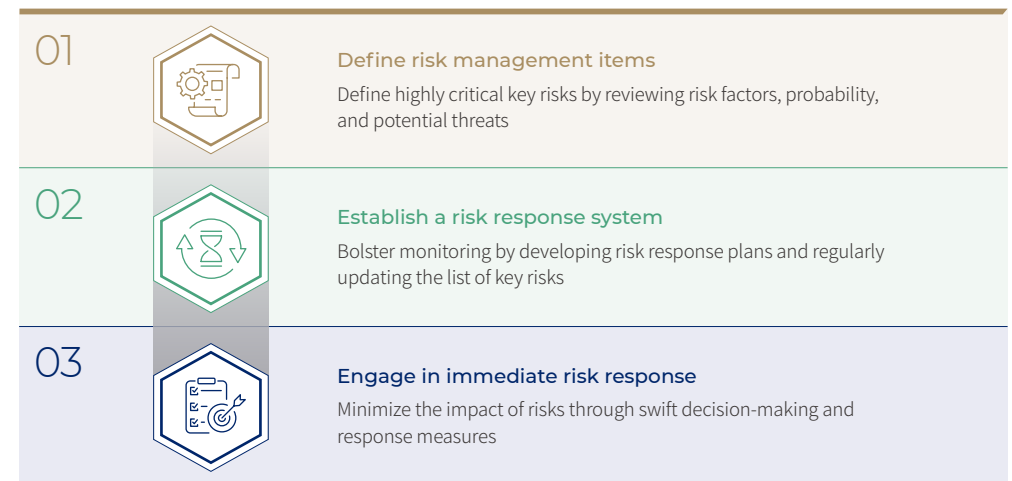 01
Define risk management items
Define highly critical key risks by reviewing risk factors, probability,
and potential threats
02
Establish a risk response system
Bolster monitoring by developing risk response plans and regularly
updating the list of key risks
03
Engage in immediate risk response
Minimize the impact of risks through swift decision-making and
response measures